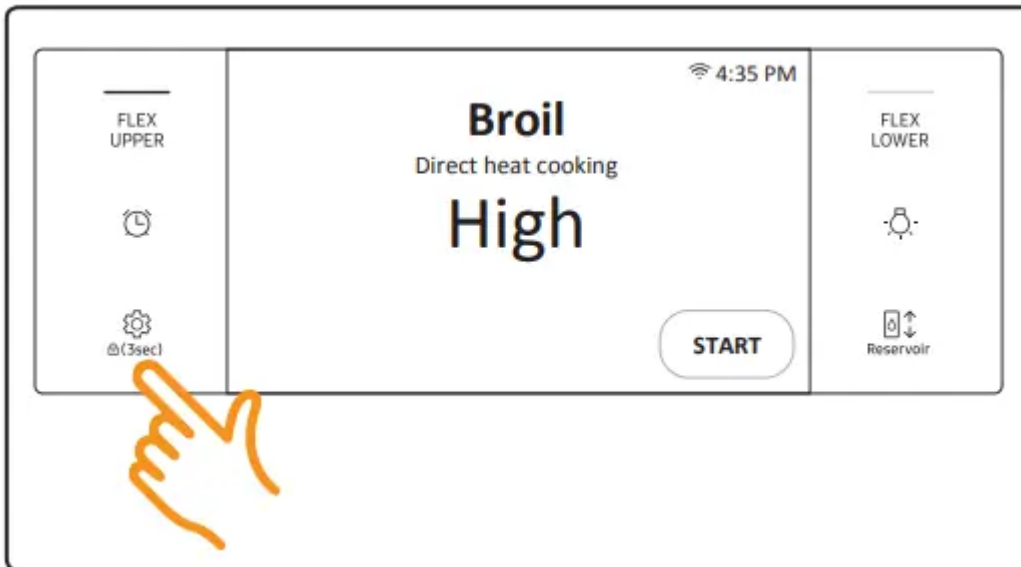 FLEX
UPPER
(3sec)
4:35 PM
Broil
Direct heat cooking
High
START
FLEX
LOWER
Reservoir